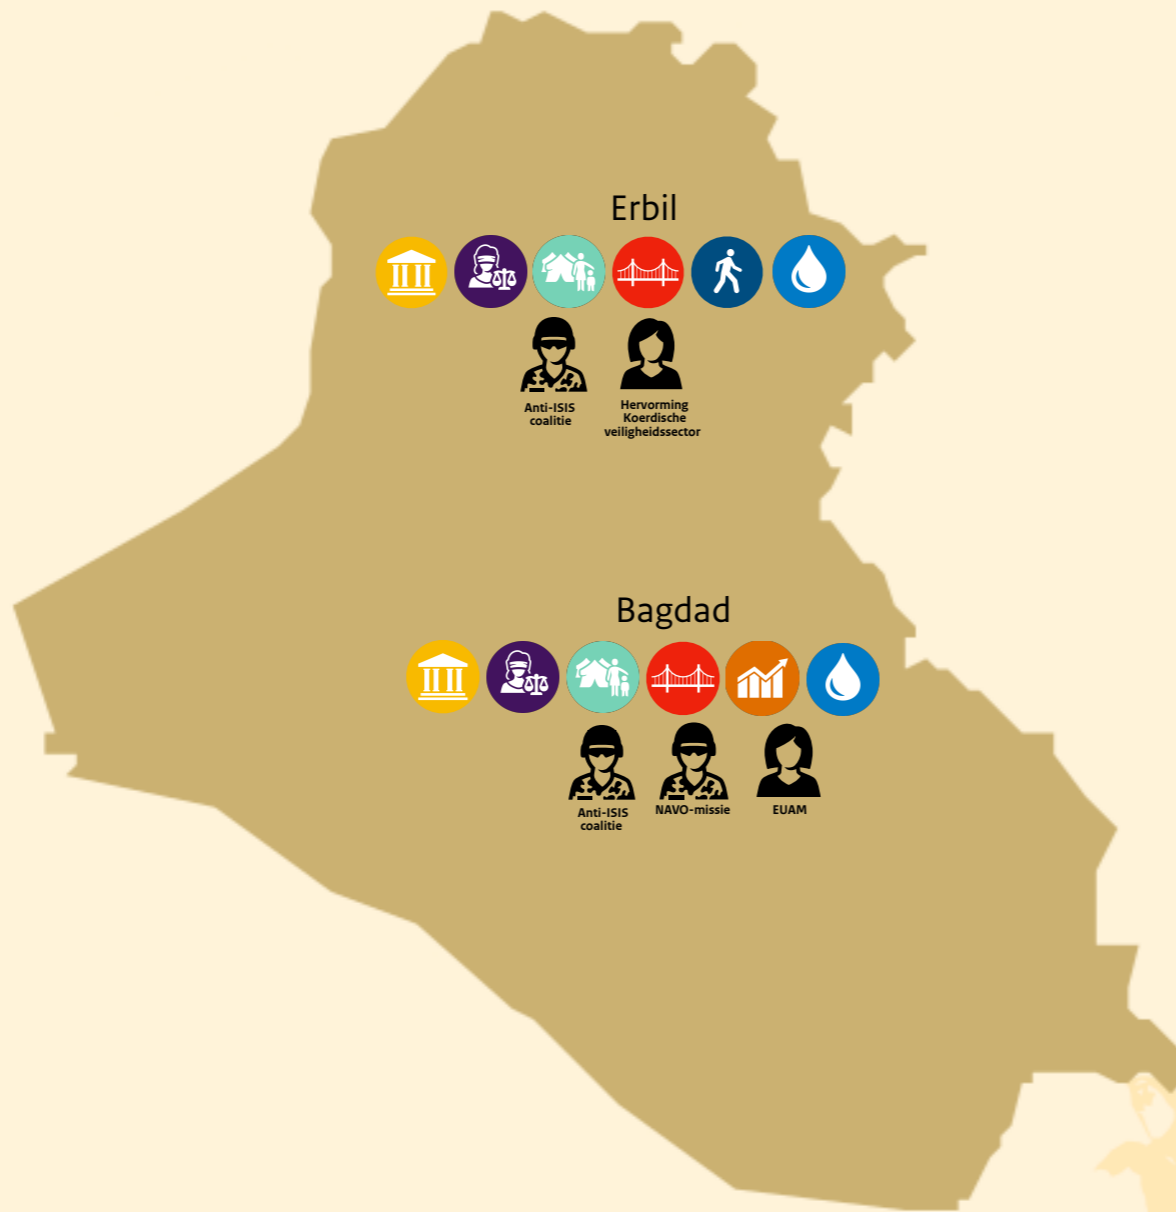 Erbil
Anti-ISIS
coalitie
Hervorming
Koerdische
veiligheidssector
Bagdad
Anti-ISIS
coalitie
NAVO-missie
EUAM